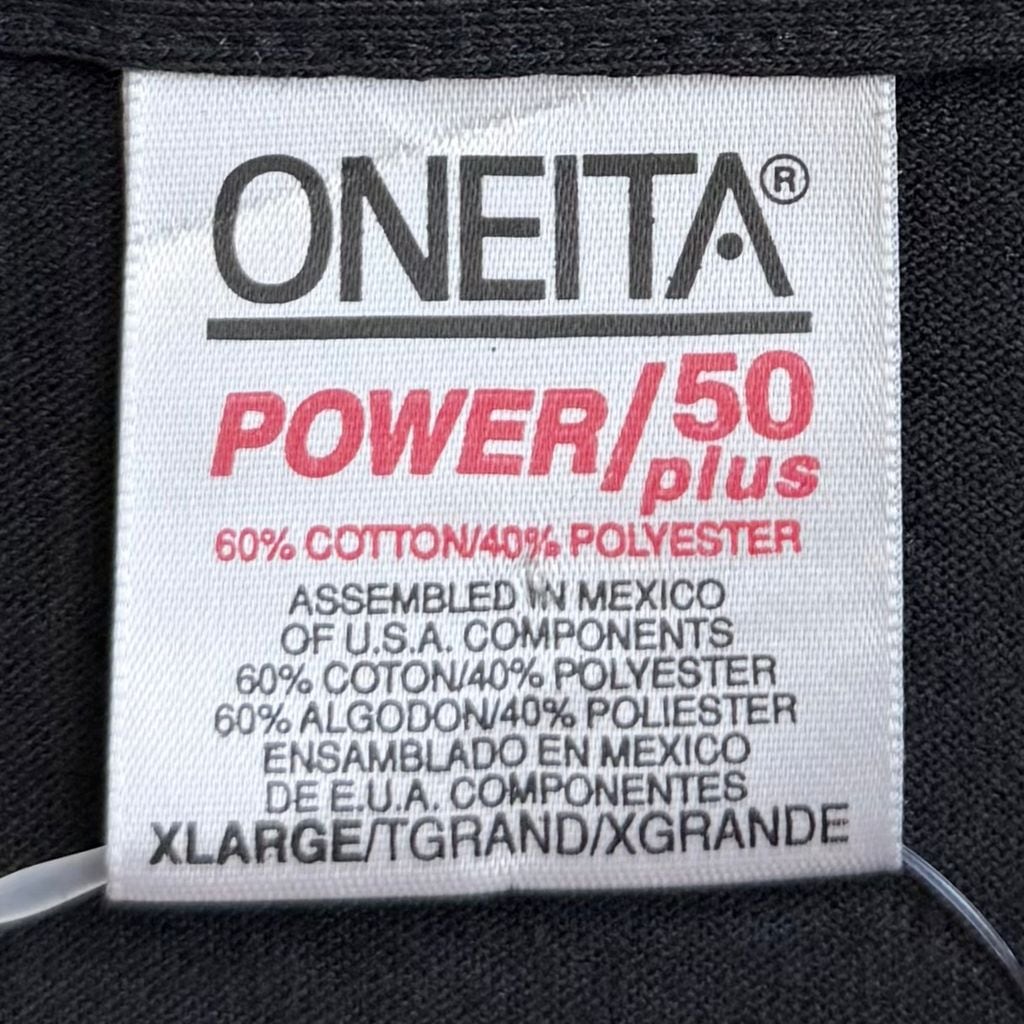 ONEITA®
POWER/50
plus
60% COTTON/40% POLYESTER
ASSEMBLED IN MEXICO
OF U.S.A. COMPONENTS
60% COTON/40% POLYESTER
60% ALGODON/40% POLIESTER
ENSAMBLADO EN MEXICO
DE E.U.A. COMPONENTES
XLARGE/TGRAND/XGRANDE